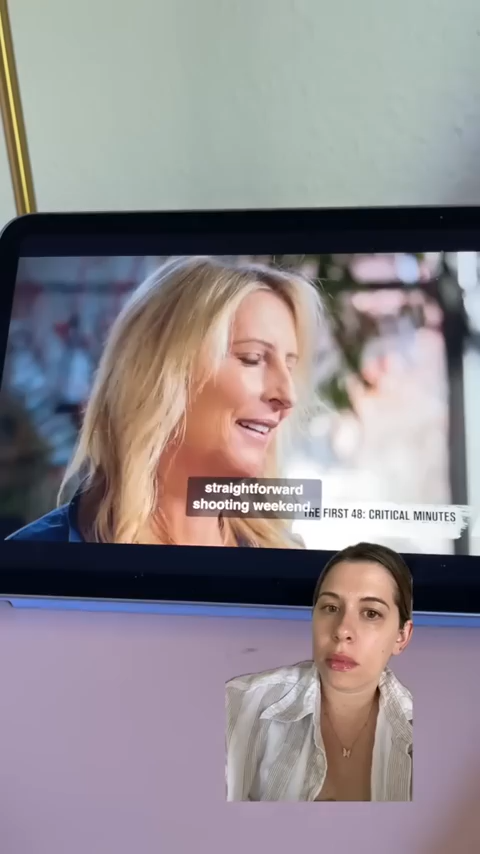 straightforward
shooting weekend
THE FIRST 48: CRITICAL MINUTES